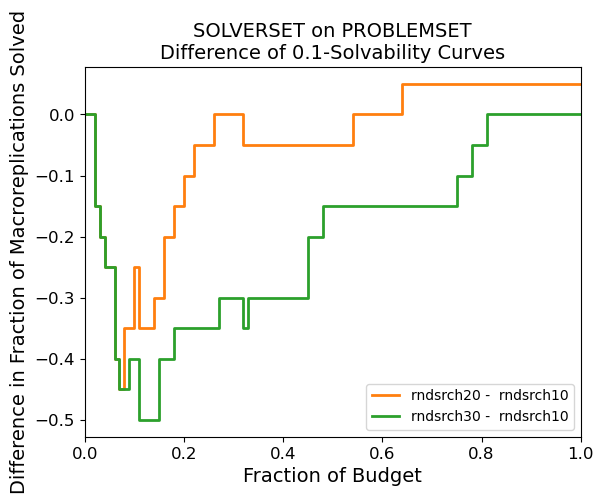 SOLVERSET on PROBLEMSET
Difference of 0.1-Solvability Curves
Difference in Fraction of Macroreplications Solved
0.0
−0.1
−0.2
−0.3
−0.4
−0.5
rndsrch20 - rndsrch10
rndsrch30 - rndsrch10
0.0 0.2 0.4 0.6 0.8 1.0
Fraction of Budget